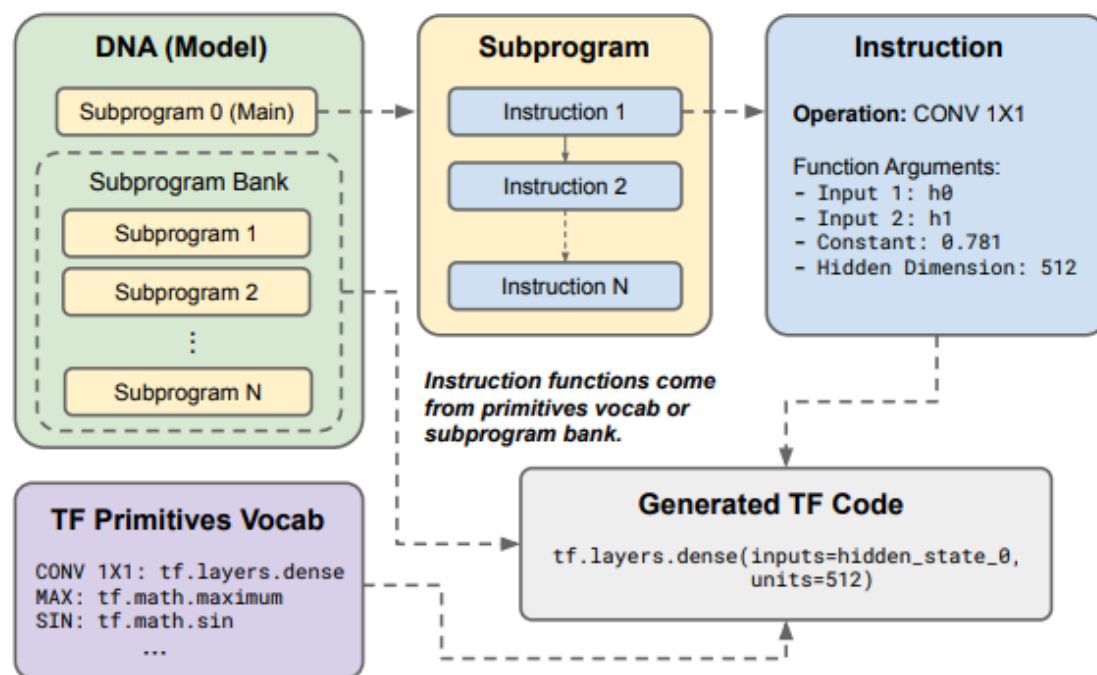 DNA (Model)
Subprogram 0 (Main)
Subprogram Bank
Subprogram 1
Subprogram 2
⋮
Subprogram N
Subprogram
Instruction 1
Instruction 2
Instruction N
Instruction
Operation: CONV 1X1
Function Arguments:
- Input 1: h0
- Input 2: h1
- Constant: 0.781
- Hidden Dimension: 512
Instruction functions come
from primitives vocab or
subprogram bank.
TF Primitives Vocab
CONV 1X1: tf.layers.dense
MAX: tf.math.maximum
SIN: tf.math.sin
...
Generated TF Code
tf.layers.dense(inputs=hidden_state_0,
units=512)